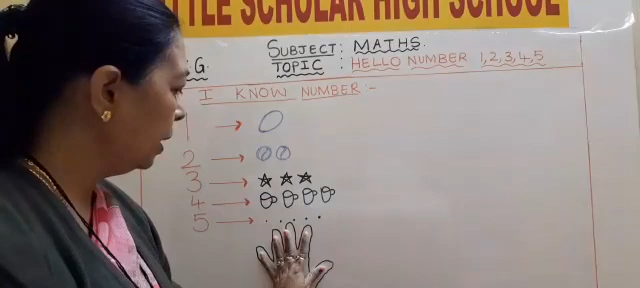 TTLE SCHOLAR HIGH SCHOOL
SUBJECT: MATHS.
G.
TOPIC : HELLO NUMBER 1,2,3,4,5
I KNOW NUMBER:-
1 →
2 →
3 →
4 →
5 → . . . . .